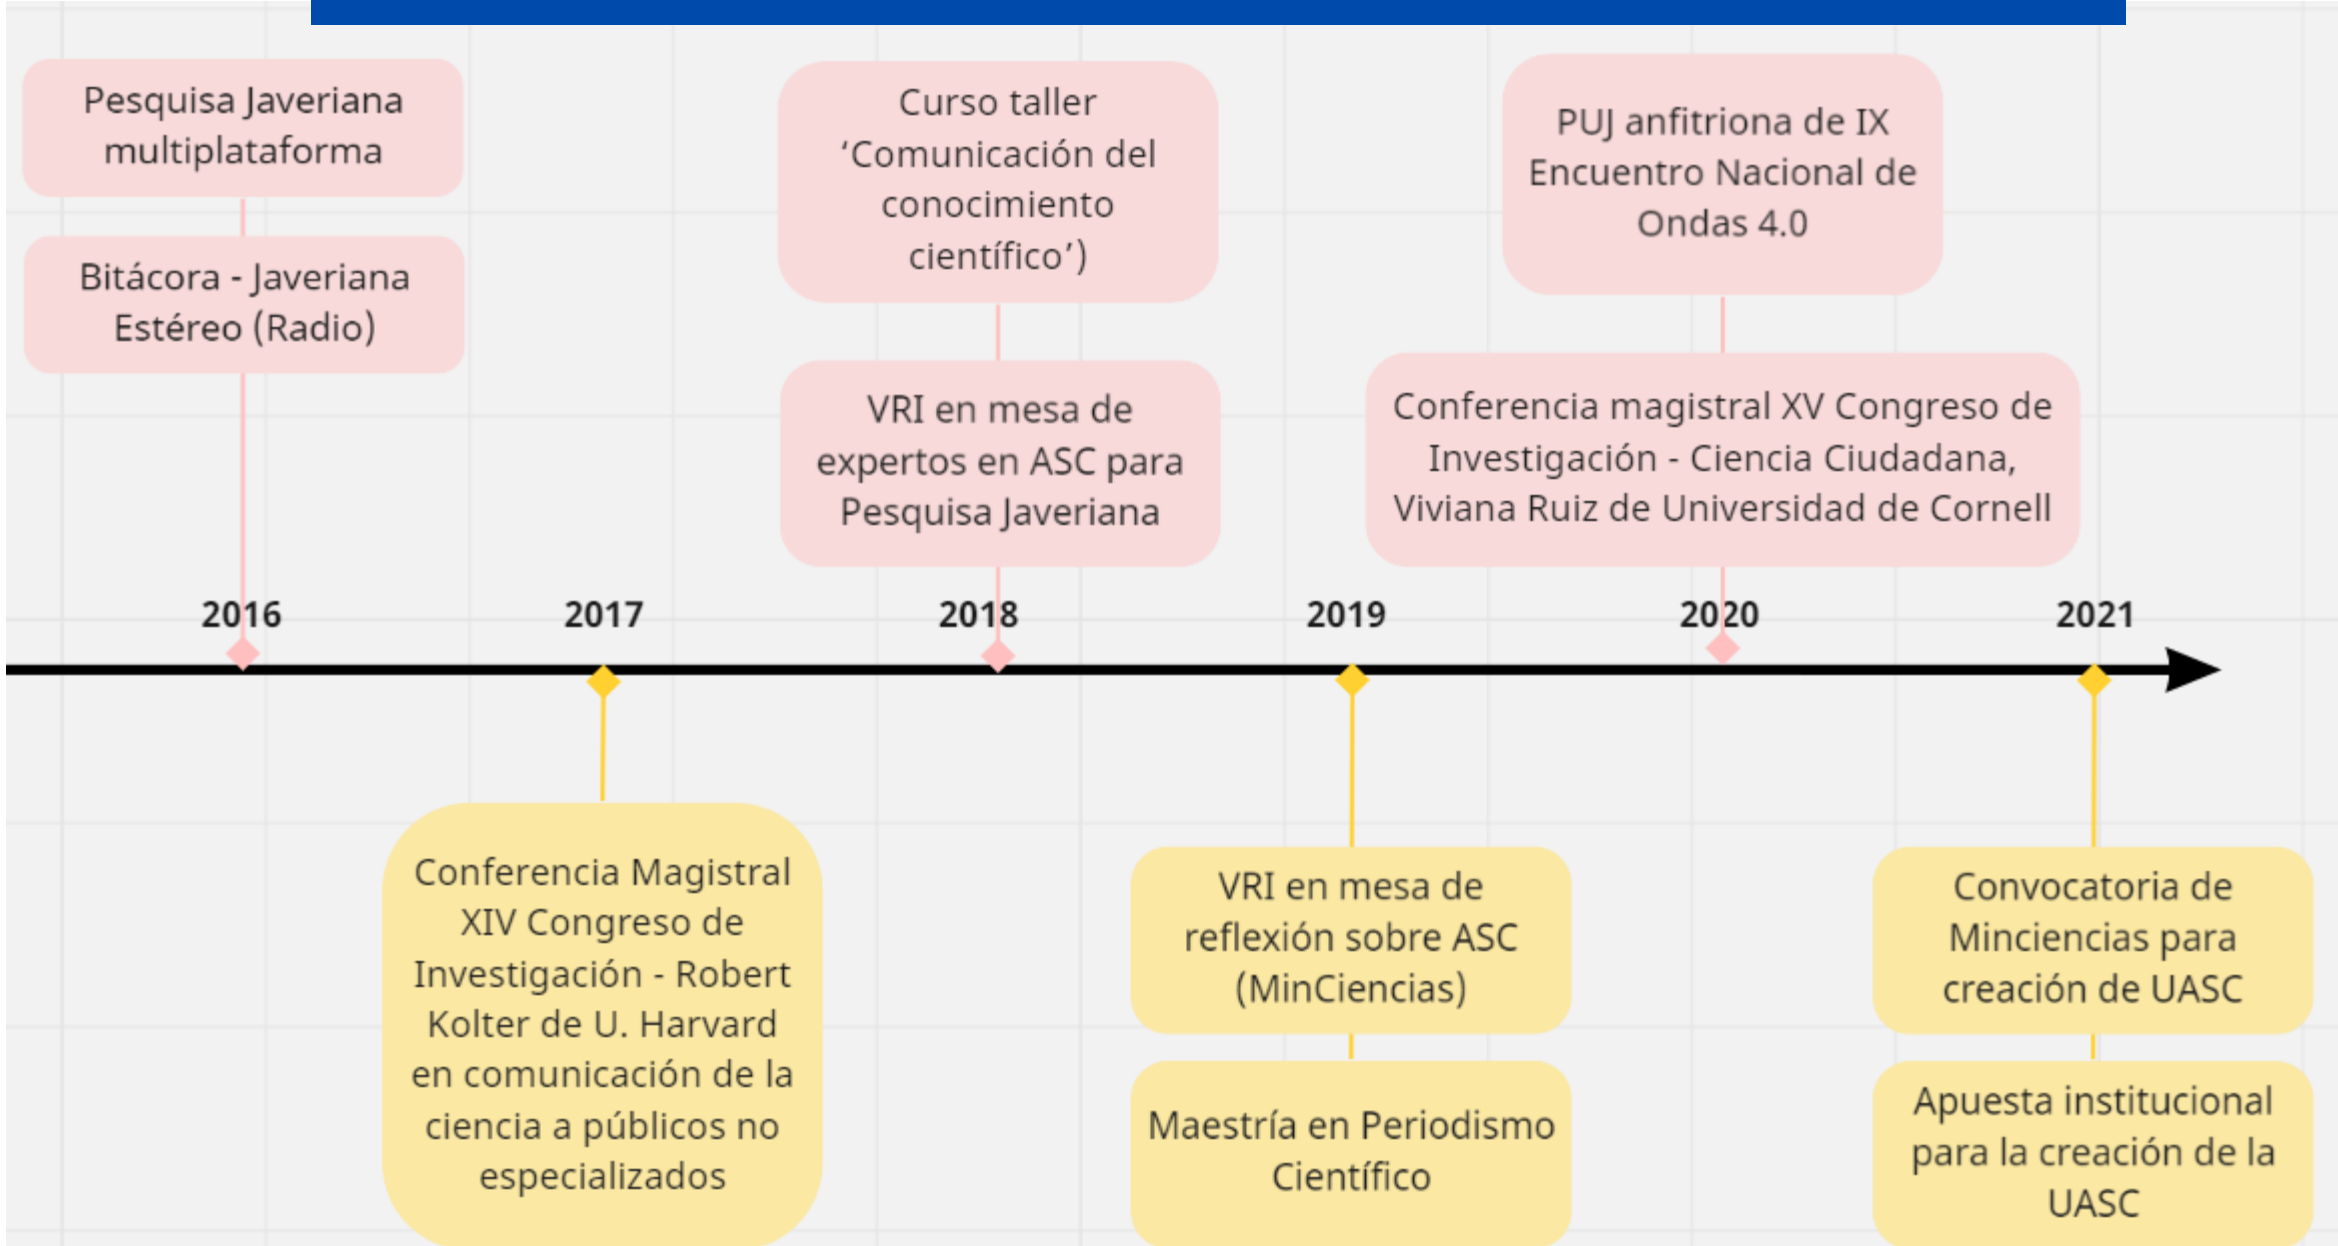 Pesquisa Javeriana
multiplataforma
Bitácora - Javeriana
Estéreo (Radio)
Curso taller
‘Comunicación del
conocimiento
científico’)
VRI en mesa de
expertos en ASC para
Pesquisa Javeriana
PUJ anfitriona de IX
Encuentro Nacional de
Ondas 4.0
Conferencia magistral XV Congreso de
Investigación - Ciencia Ciudadana,
Viviana Ruiz de Universidad de Cornell
2016
2017
2018
2019
2020
2021
Conferencia Magistral
XIV Congreso de
Investigación - Robert
Kolter de U. Harvard
en comunicación de la
ciencia a públicos no
especializados
VRI en mesa de
reflexión sobre ASC
(MinCiencias)
Maestría en Periodismo
Científico
Convocatoria de
Minciencias para
creación de UASC
Apuesta institucional
para la creación de la
UASC